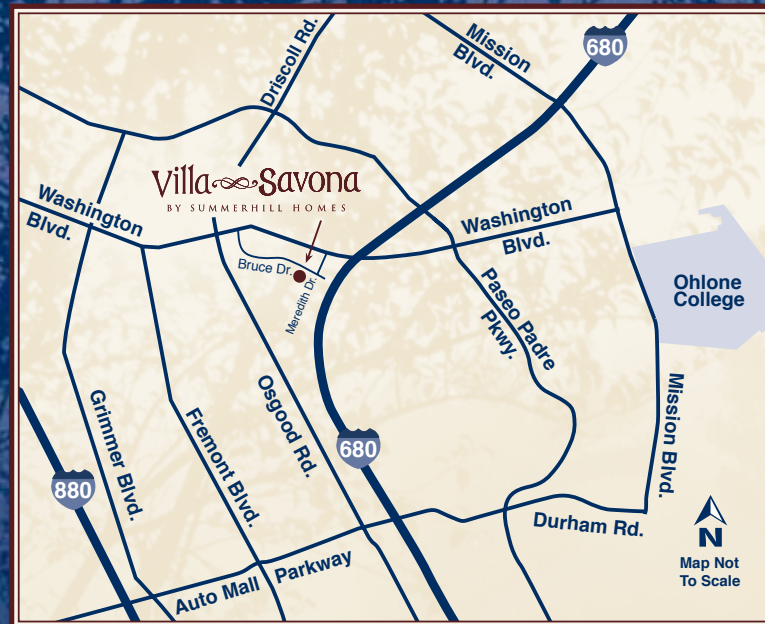 Driscoll Rd.
Mission
Blvd.
680
Villa Savona
BY SUMMERHILL HOMES
Washington
Blvd.
Washington
Blvd.
Bruce Dr.
Meredith Dr.
Paseo Padre
Pkwy.
Ohlone
College
Grimmer Blvd.
Fremont Blvd.
Osgood Rd.
Mission Blvd.
680
880
Durham Rd.
Auto Mall Parkway
N
Map Not
To Scale